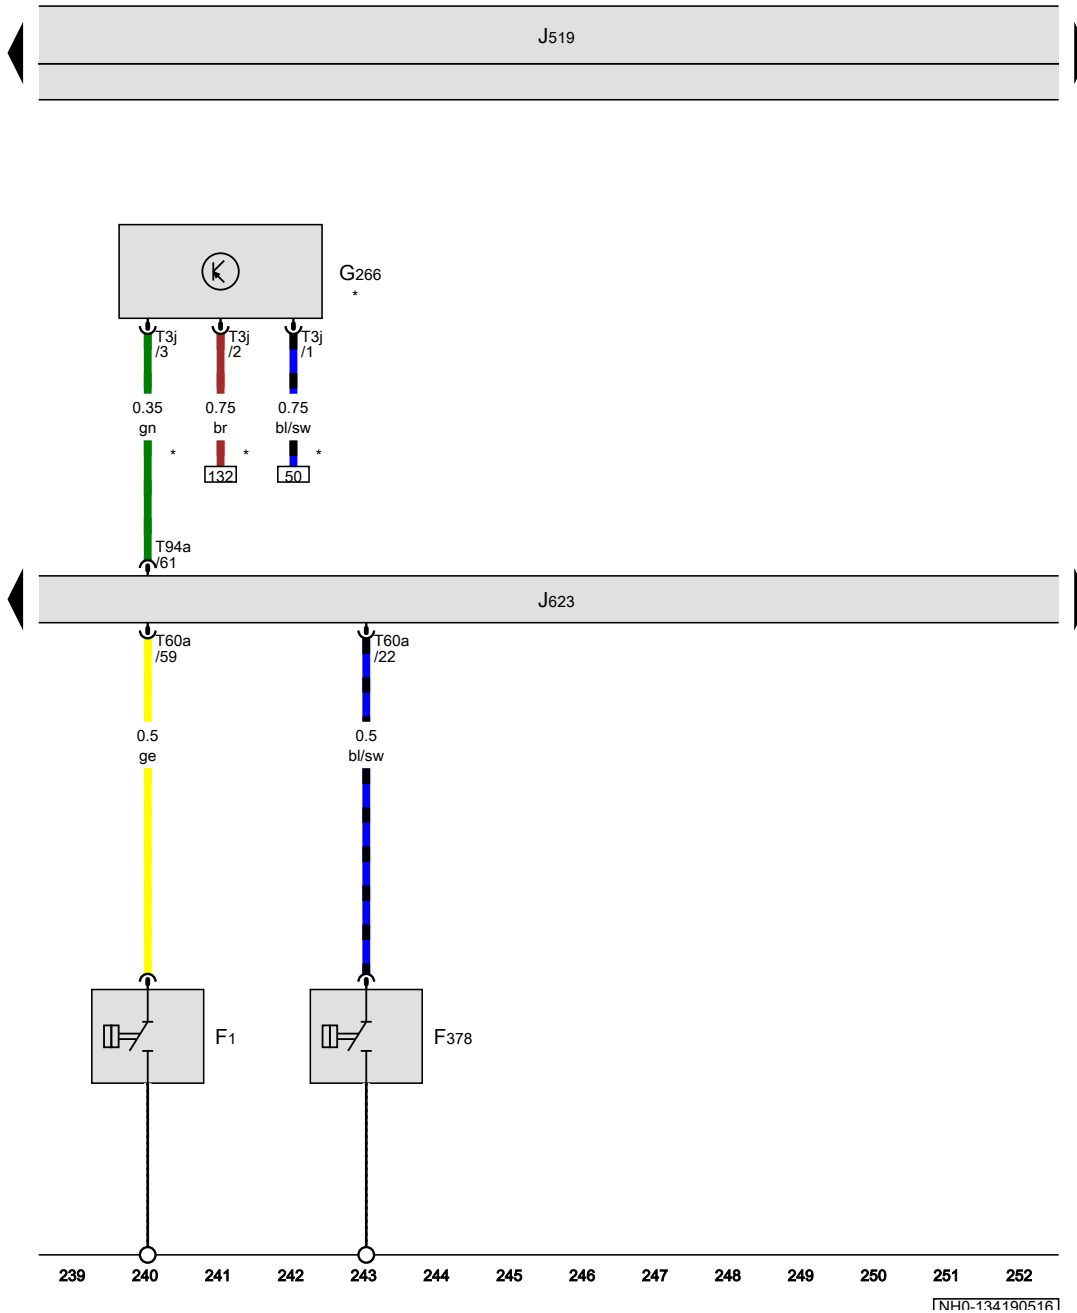 J519
G266
*
T3j
/3
T3j
/2
T3j
/1
0.35
gn
0.75
br
0.75
bl/sw
*
*
*
132
50
T94a
/61
J623
T60a
/59
T60a
/22
0.5
ge
0.5
bl/sw
F1
F378
239 240 241 242 243 244 245 246 247 248 249 250 251 252
NH0-134190516